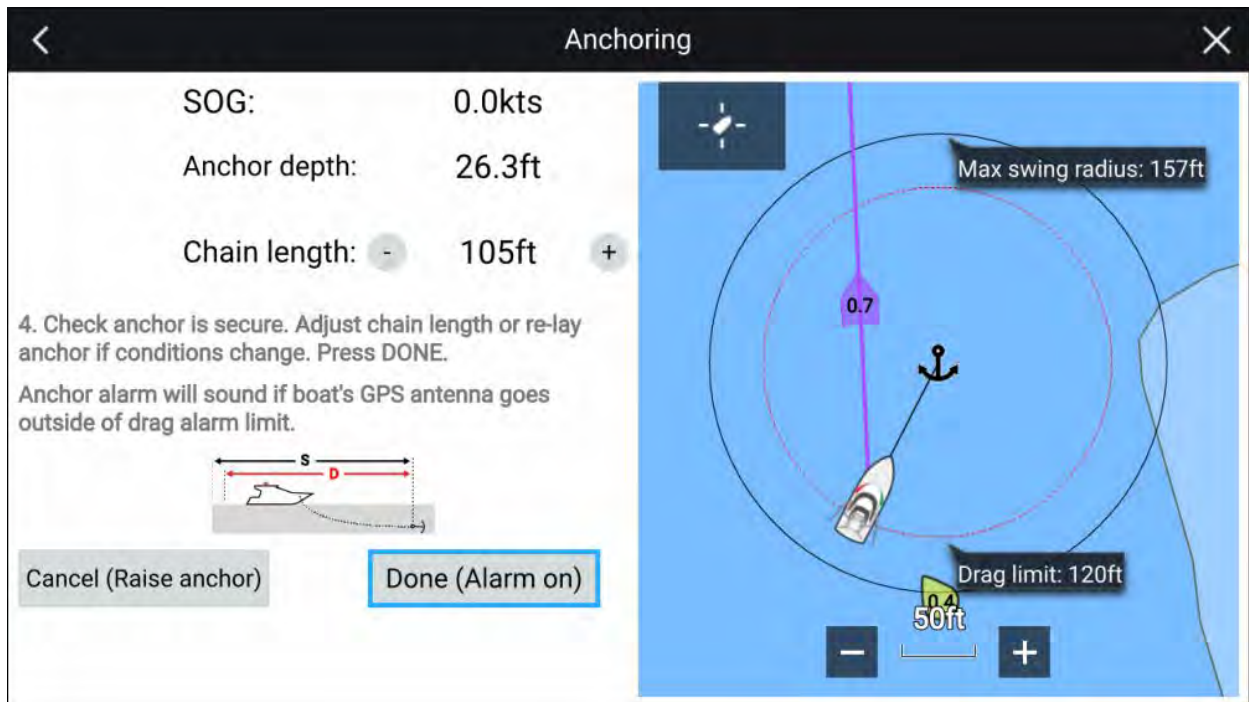 Anchoring
SOG: 0.0kts
Anchor depth: 26.3ft
Chain length: - 105ft +
4. Check anchor is secure. Adjust chain length or re-lay
anchor if conditions change. Press DONE.
Anchor alarm will sound if boat's GPS antenna goes
outside of drag alarm limit.
S
D
Cancel (Raise anchor)
Done (Alarm on)
Max swing radius: 157ft
0.7
Drag limit: 120ft
0.4
50ft